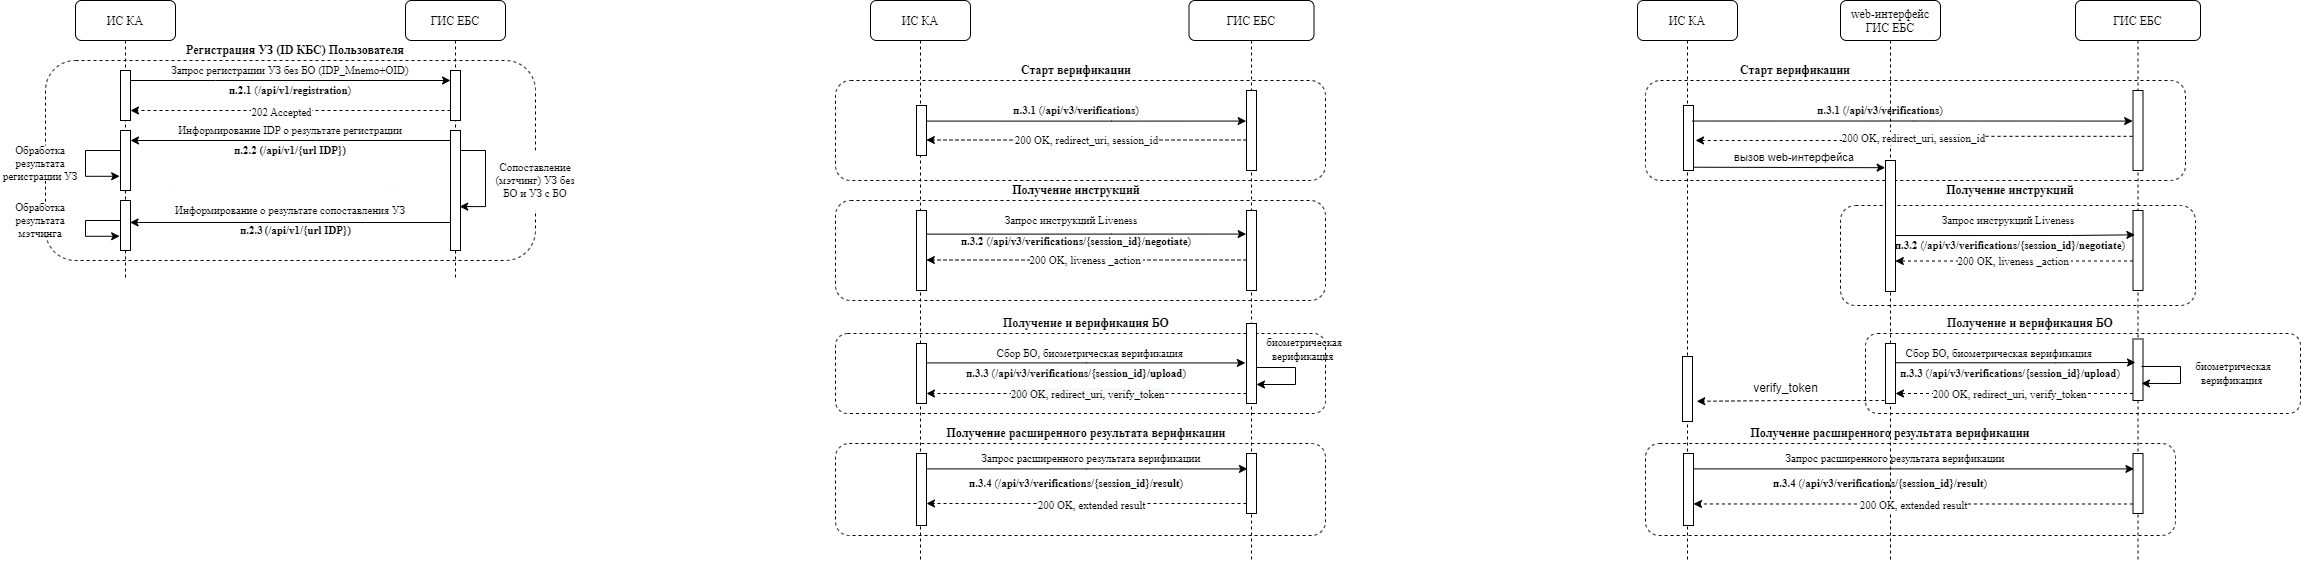 ИС КА
ГИС ЕБС
Регистрация УЗ (ID КБС) Пользователя
Запрос регистрации УЗ без БО (IDP_Mnemo+OID)
п.2.1 (/api/v1/registration)
202 Accepted
Информирование IDP о результате регистрации
п.2.2 (/api/v1/{url IDP})
Обработка
результата
регистрации УЗ
Сопоставление
(мэтчинг) УЗ без
БО и УЗ с БО
Обработка
результата
мэтчинга
Информирование о результате сопоставления УЗ
п.2.3 (/api/v1/{url IDP})
ИС КА
ГИС ЕБС
Старт верификации
п.3.1 (/api/v3/verifications)
200 OK, redirect_uri, session_id
Получение инструкций
Запрос инструкций Liveness
п.3.2 (/api/v3/verifications/{session_id}/negotiate)
200 OK, liveness _action
Получение и верификация БО
биометрическая
верификация
Сбор БО, биометрическая верификация
п.3.3 (/api/v3/verifications/{session_id}/upload)
200 OK, redirect_uri, verify_token
Получение расширенного результата верификации
Запрос расширенного результата верификации
п.3.4 (/api/v3/verifications/{session_id}/result)
200 OK, extended result
ИС КА
web-интерфейс
ГИС ЕБС
ГИС ЕБС
Старт верификации
п.3.1 (/api/v3/verifications)
200 OK, redirect_uri, session_id
вызов web-интерфейса
Получение инструкций
Запрос инструкций Liveness
п.3.2 (/api/v3/verifications/{session_id}/negotiate)
200 OK, liveness _action
Получение и верификация БО
Сбор БО, биометрическая верификация
п.3.3 (/api/v3/verifications/{session_id}/upload)
200 OK, redirect_uri, verify_token
биометрическая
верификация
verify_token
Получение расширенного результата верификации
Запрос расширенного результата верификации
п.3.4 (/api/v3/verifications/{session_id}/result)
200 OK, extended result